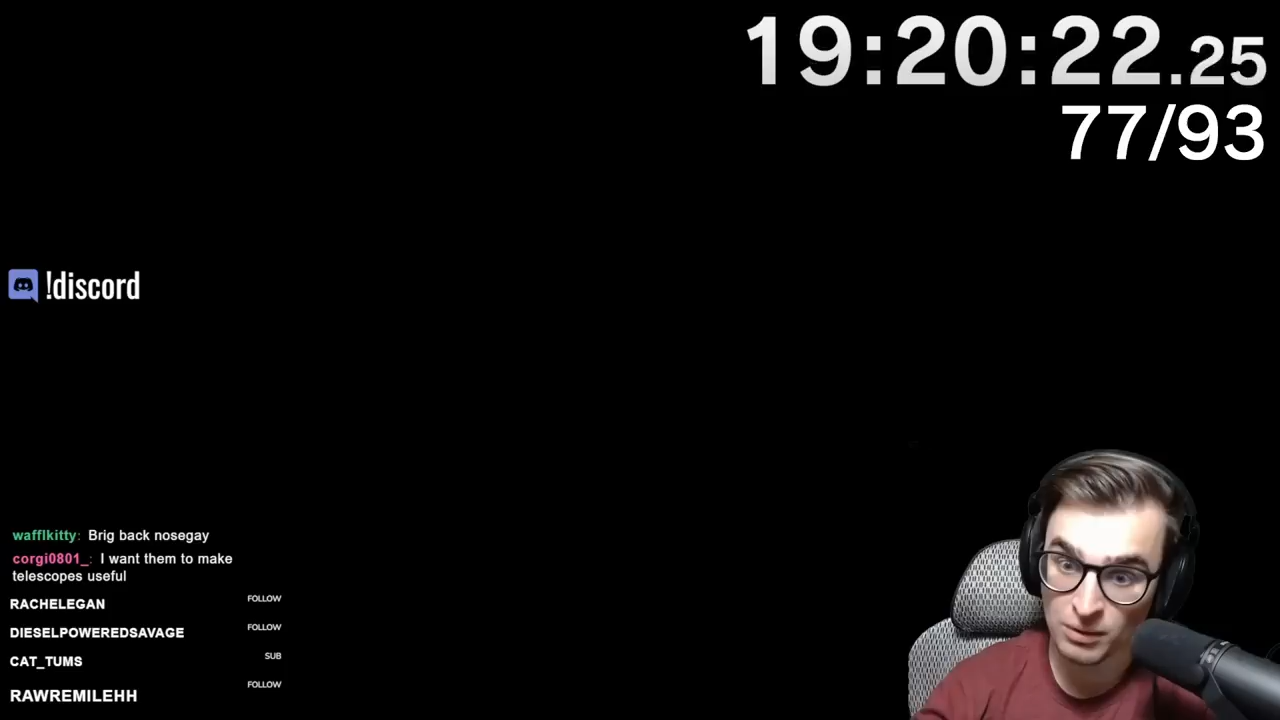 19:20:22.25
77/93
!discord
wafflkitty: Brig back nosegay
corgi0801_: I want them to make
telescopes useful
RACHELEGAN FOLLOW
DIESELPOWEREDSAVAGE FOLLOW
CAT_TUMS SUB
RAWREMILEHH FOLLOW